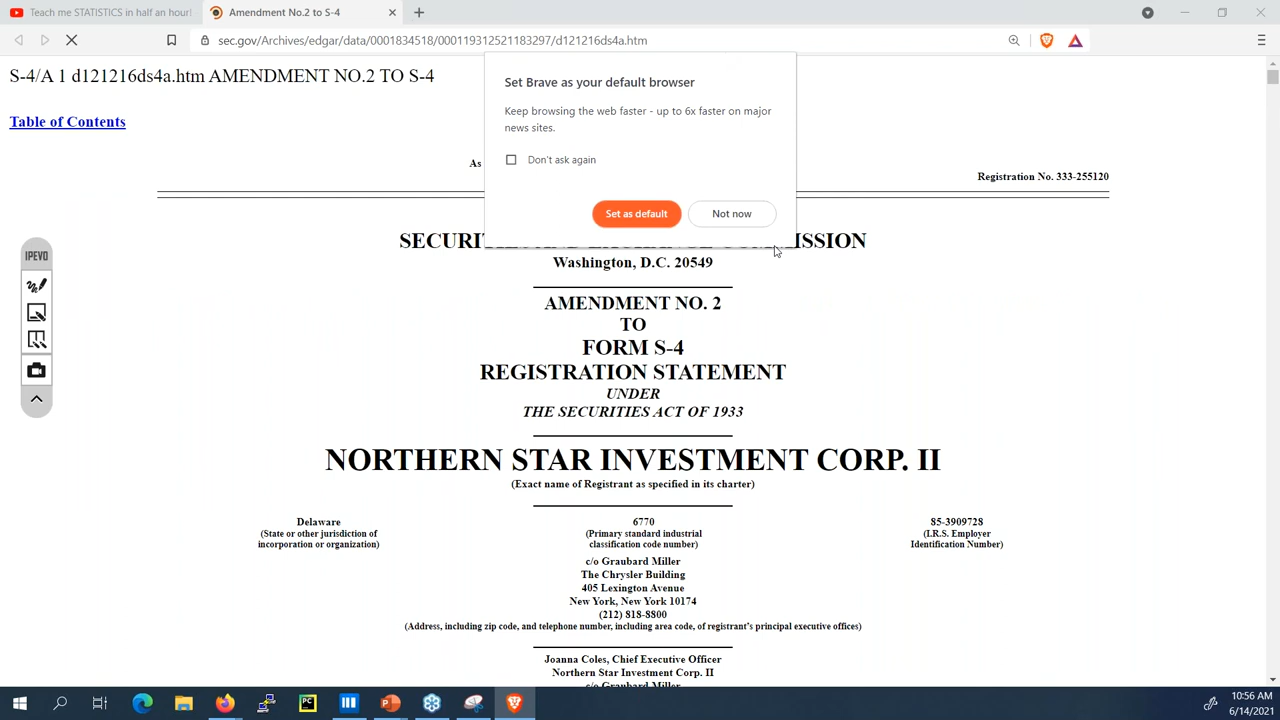 Teach me STATISTICS in half an hour!
Amendment No.2 to S-4
sec.gov/Archives/edgar/data/0001834518/000119312521183297/d121216ds4a.htm
S-4/A 1 d121216ds4a.htm AMENDMENT NO.2 TO S-4
Set Brave as your default browser
Keep browsing the web faster - up to 6x faster on major
news sites.
Don't ask again
Set as default
Not now
Table of Contents
As
Registration No. 333-255120
SECURITIES AND EXCHANGE COMMISSION
Washington, D.C. 20549
IPEVO
AMENDMENT NO. 2
TO
FORM S-4
REGISTRATION STATEMENT
UNDER
THE SECURITIES ACT OF 1933
NORTHERN STAR INVESTMENT CORP. II
(Exact name of Registrant as specified in its charter)
Delaware
(State or other jurisdiction of
incorporation or organization)
6770
(Primary standard industrial
classification code number)
85-3909728
(I.R.S. Employer
Identification Number)
c/o Graubard Miller
The Chrysler Building
405 Lexington Avenue
New York, New York 10174
(212) 818-8800
(Address, including zip code, and telephone number, including area code, of registrant's principal executive offices)
Joanna Coles, Chief Executive Officer
Northern Star Investment Corp. II
c/o Graubard Miller
PC
10:56 AM
6/14/2021